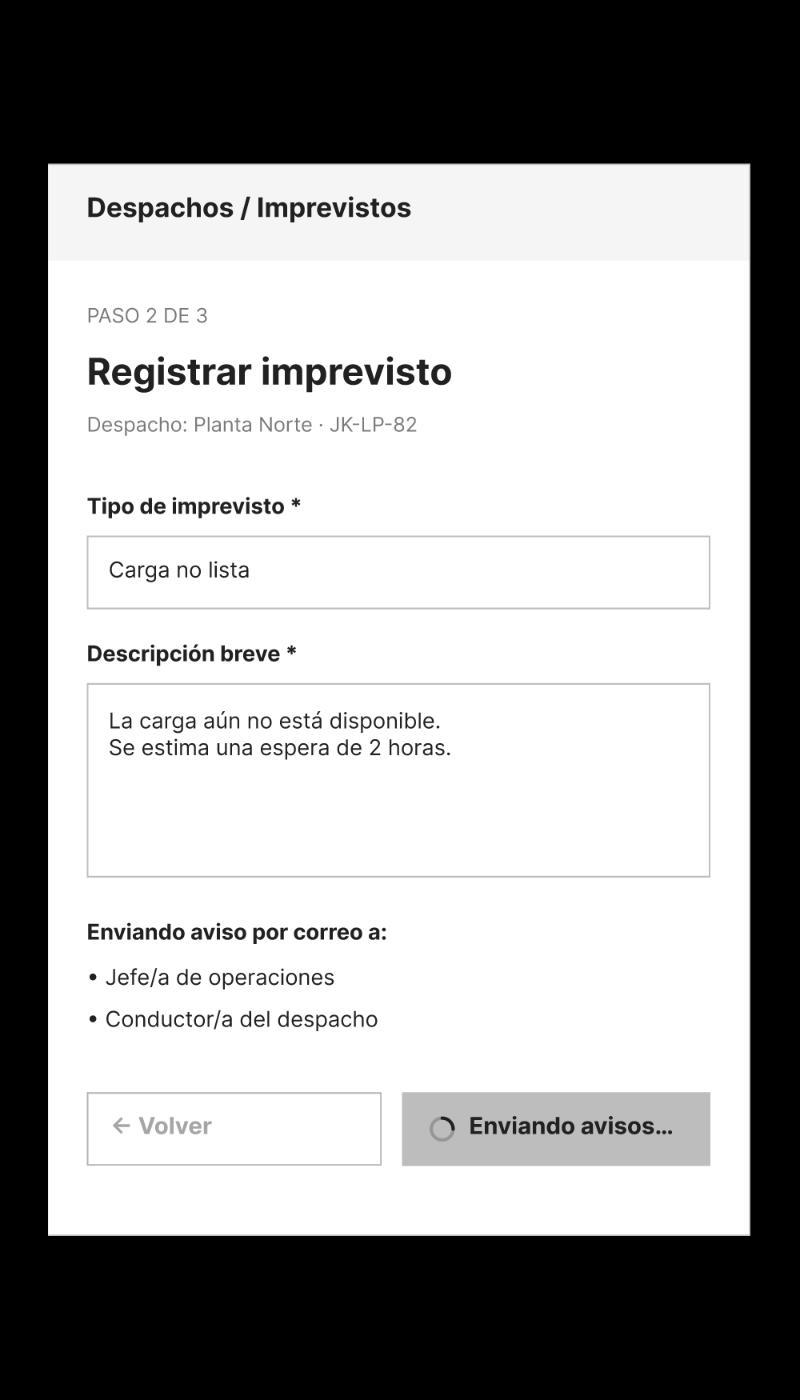 Despachos / Imprevistos
PASO 2 DE 3
Registrar imprevisto
Despacho: Planta Norte · JK-LP-82
Tipo de imprevisto *
Carga no lista
Descripción breve *
La carga aún no está disponible.
Se estima una espera de 2 horas.
Enviando aviso por correo a:
• Jefe/a de operaciones
• Conductor/a del despacho
← Volver
Enviando avisos...